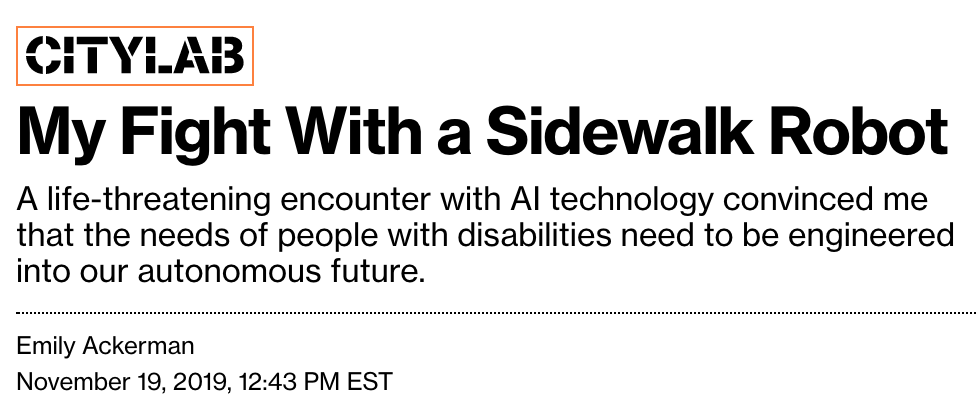 CITYLAB
My Fight With a Sidewalk Robot
A life-threatening encounter with AI technology convinced me
that the needs of people with disabilities need to be engineered
into our autonomous future.
Emily Ackerman
November 19, 2019, 12:43 PM EST